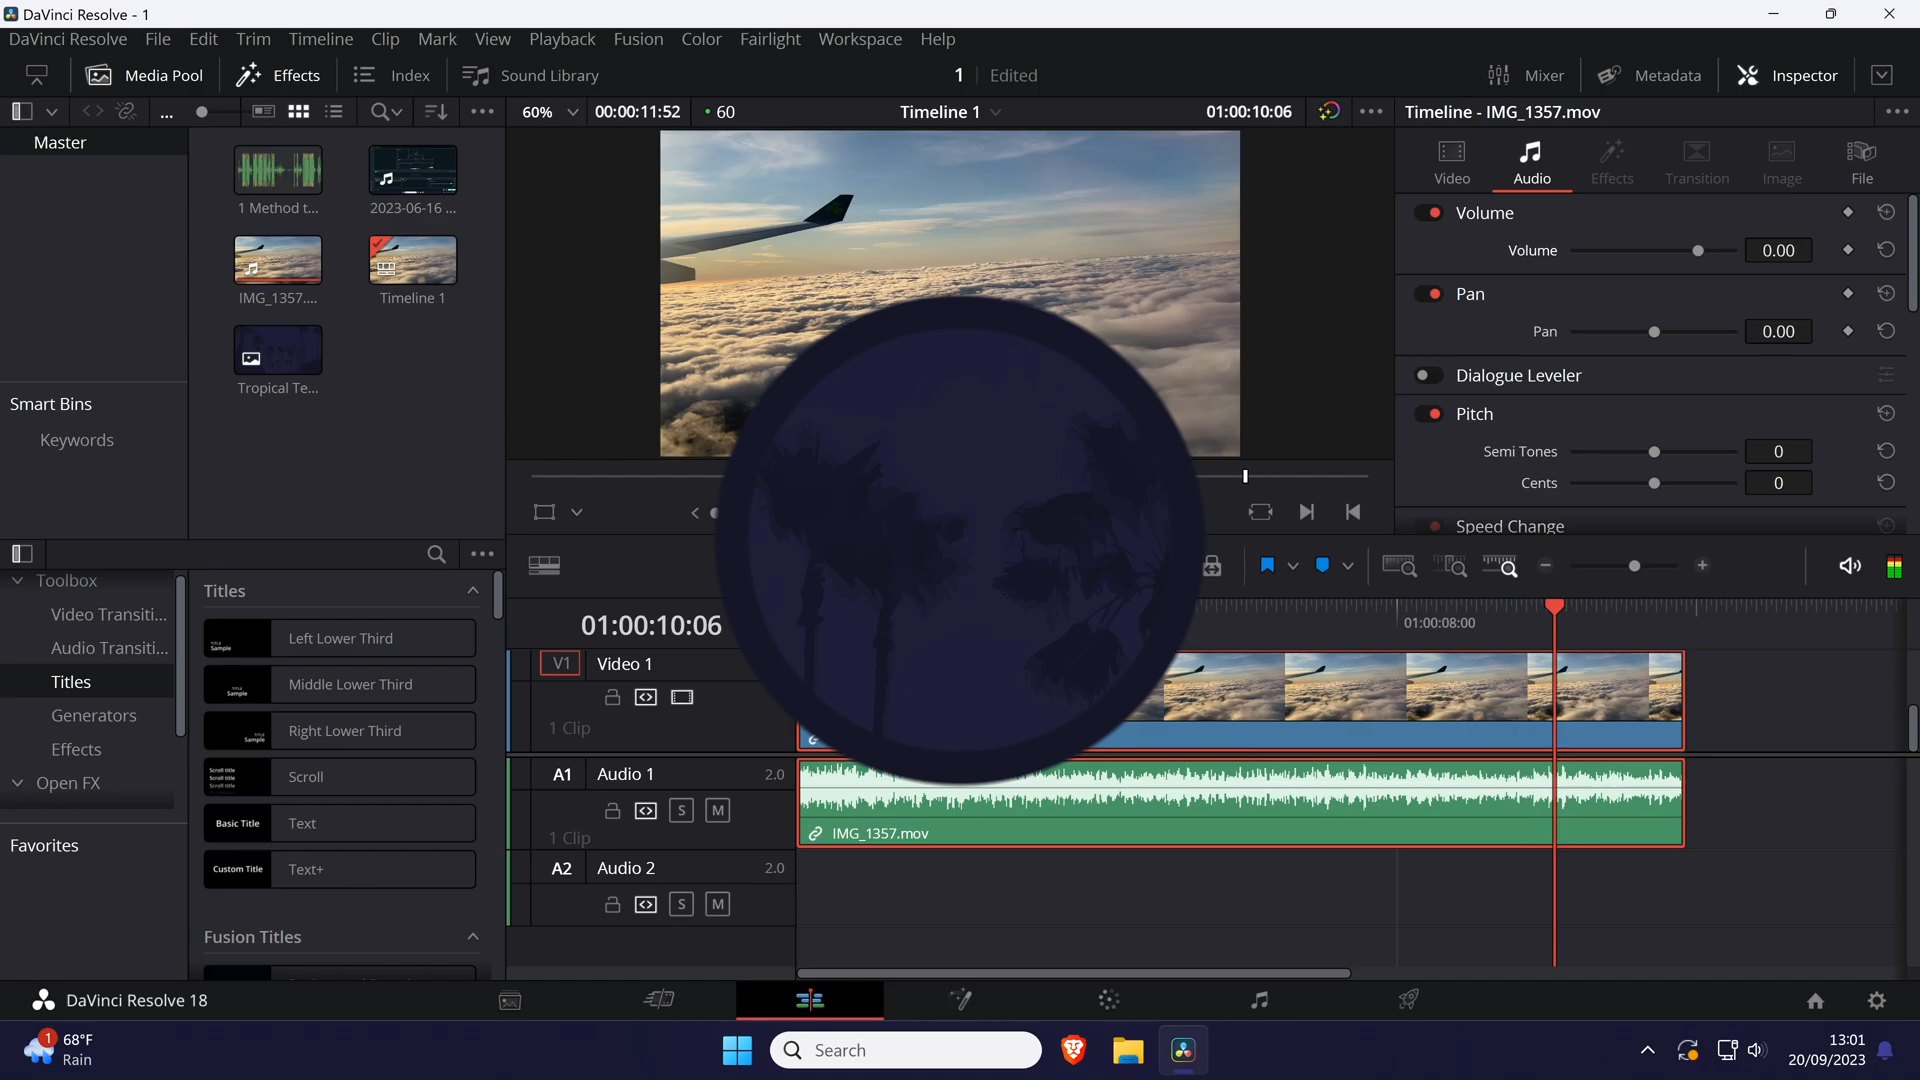 DaVinci Resolve - 1
DaVinci Resolve File Edit Trim Timeline Clip Mark View Playback Fusion Color Fairlight Workspace Help
Media Pool Effects Index Sound Library 1 Edited Mixer Metadata Inspector
... 60% 00:00:11:52 60 Timeline 1 01:00:10:06 Timeline - IMG_1357.mov
Master
1 Method t...
2023-06-16 ...
IMG_1357....
Timeline 1
Tropical Te...
Smart Bins
Keywords
Video Audio Effects Transition Image File
Volume
Volume 0.00
Pan
Pan 0.00
Dialogue Leveler
Pitch
Semi Tones 0
Cents 0
Speed Change
Toolbox
Video Transiti...
Audio Transiti...
Titles
Generators
Effects
Open FX
Favorites
Titles
Left Lower Third
Middle Lower Third
Right Lower Third
Scroll
Basic Title Text
Custom Title Text+
Fusion Titles
01:00:10:06
01:00:08:00
V1 Video 1
1 Clip
A1 Audio 1 2.0
S M
1 Clip
IMG_1357.mov
A2 Audio 2 2.0
S M
DaVinci Resolve 18
1 68°F
Rain
Search
13:01
20/09/2023